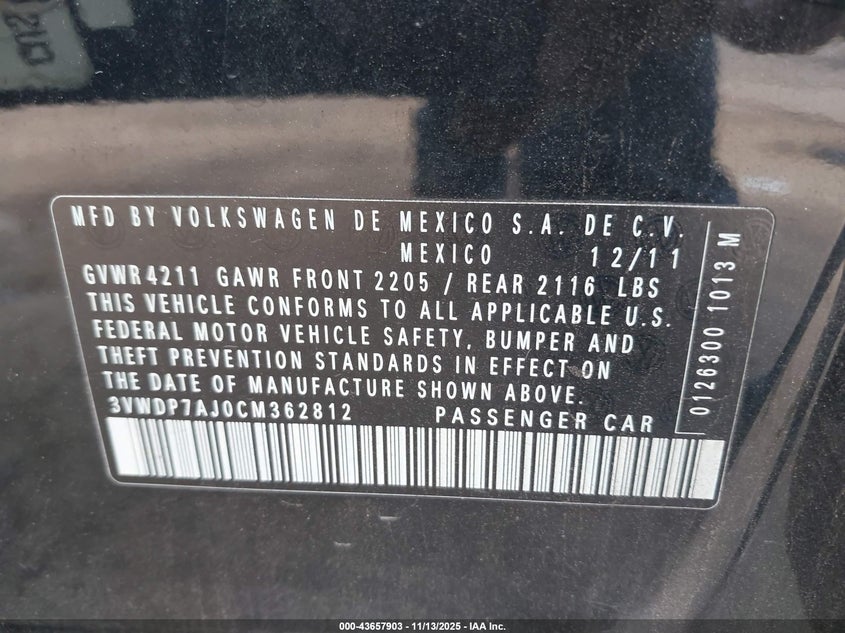 MFD BY VOLKSWAGEN DE MEXICO S.A. DE C.V.
MEXICO 12/11
GVWR 4211 GAWR FRONT 2205 / REAR 2116 LBS
THIS VEHICLE CONFORMS TO ALL APPLICABLE U.S.
FEDERAL MOTOR VEHICLE SAFETY, BUMPER AND
THEFT PREVENTION STANDARDS IN EFFECT ON
THE DATE OF MANUFACTURE SHOWN ABOVE.
3VWDP7AJ0CM362812 PASSENGER CAR
0126300 1013 M
000-43657903 - 11/13/2025 - IAA Inc.